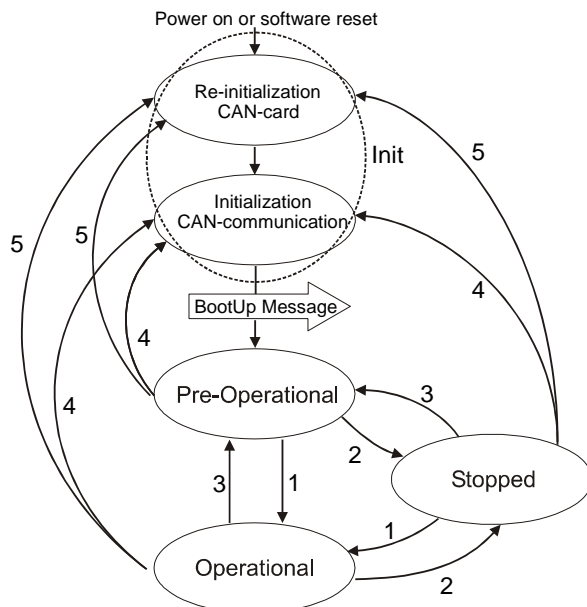 Power on or software reset
Re-initialization
CAN-card
Init
5
Initialization
CAN-communication
5
5
4
BootUp Message
4
4
3
Pre-Operational
2
3
1
Stopped
1
Operational
2